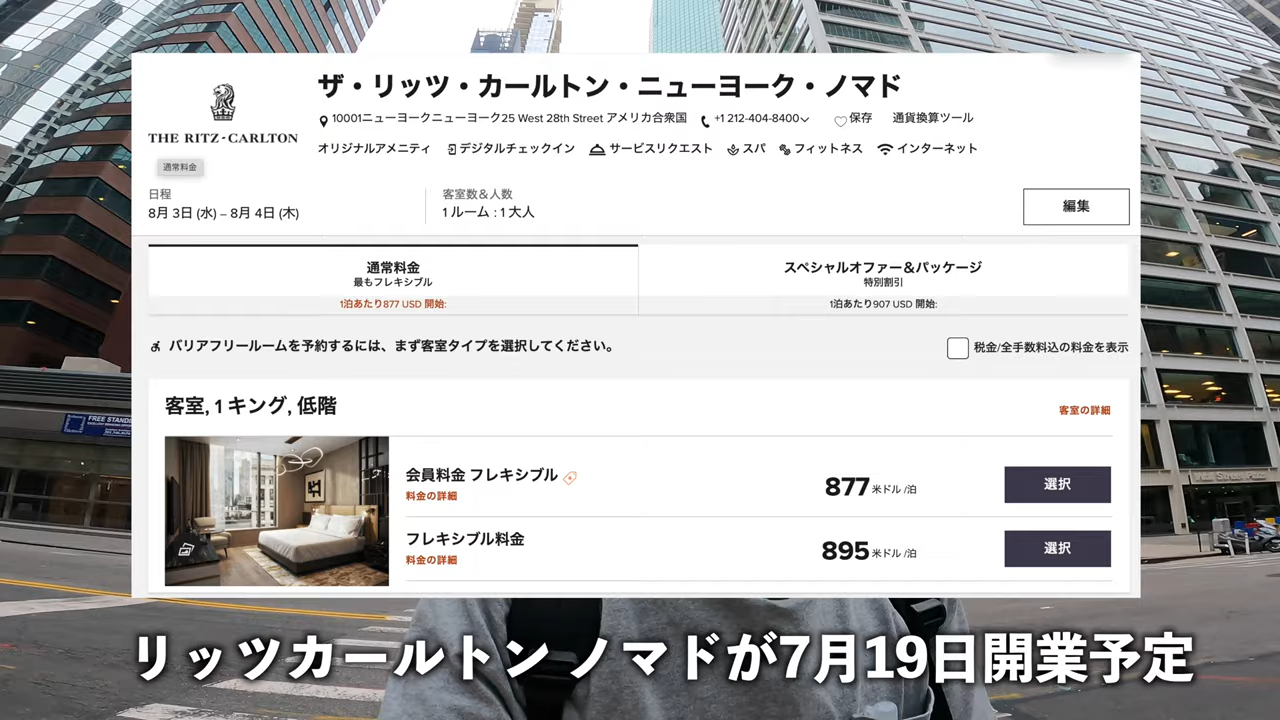 ザ・リッツ・カールトン・ニューヨーク・ノマド
THE RITZ-CARLTON
10001ニューヨークニューヨーク25 West 28th Street アメリカ合衆国 +1 212-404-8400 保存 通貨換算ツール
オリジナルアメニティ デジタルチェックイン サービスリクエスト スパ フィットネス インターネット
通常料金
日程
8月 3日 (水) – 8月 4日 (木)
客室数＆人数
1 ルーム : 1 大人
編集
通常料金
最もフレキシブル
1泊あたり877 USD 開始:
スペシャルオファー＆パッケージ
特別割引
1泊あたり907 USD 開始:
バリアフリールームを予約するには、まず客室タイプを選択してください。
税金/全手数料込の料金を表示
客室, 1 キング, 低階
客室の詳細
会員料金 フレキシブル
料金の詳細
877 米ドル /泊
選択
フレキシブル料金
料金の詳細
895 米ドル /泊
選択
FREE STAND
リッツカールトン ノマドが7月19日開業予定